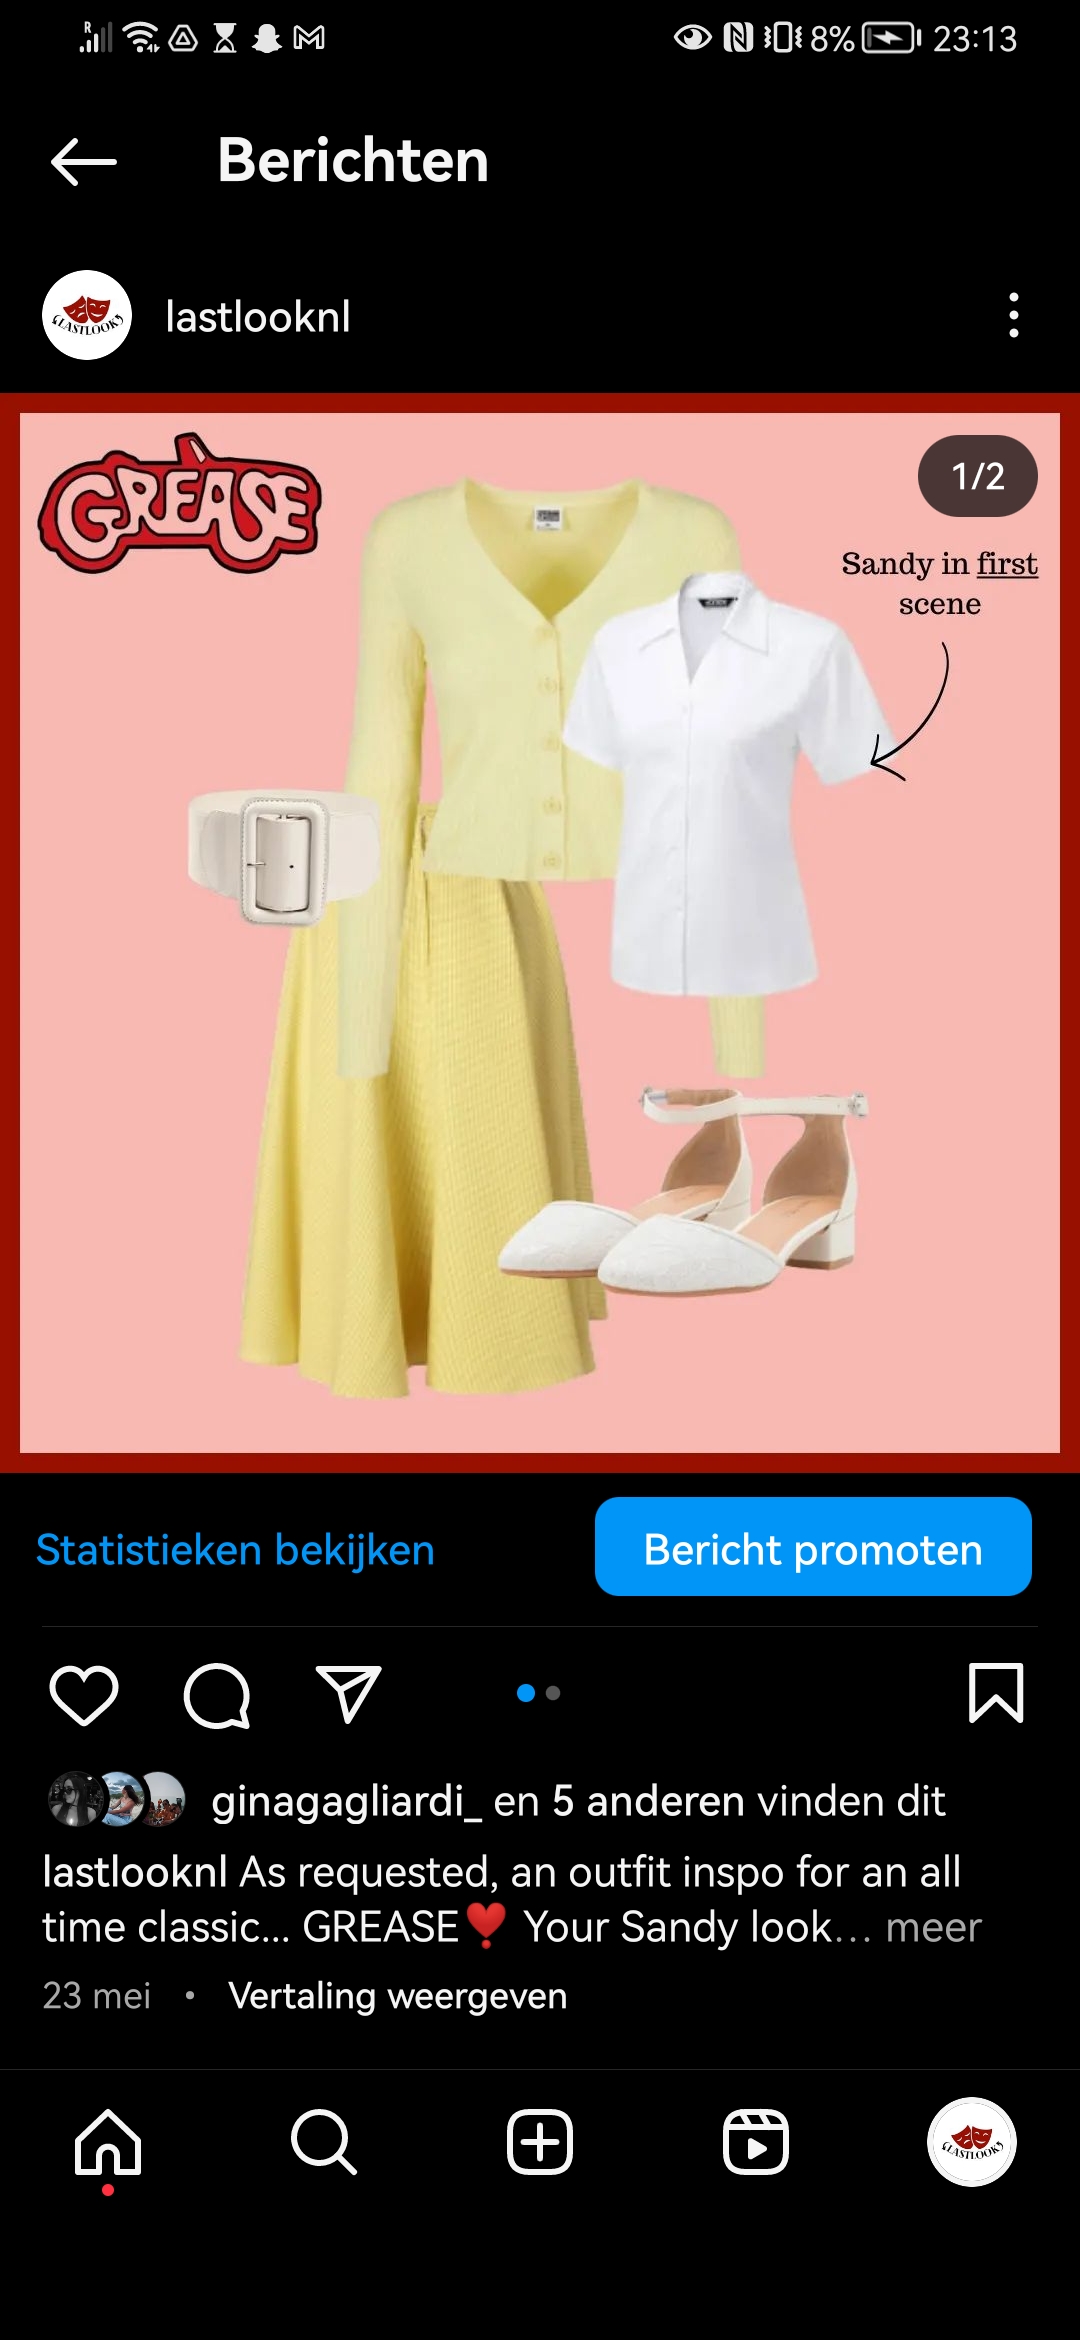 R
8%
23:13
Berichten
LASTLOOK
lastlooknl
GREASE
1/2
Sandy in first
scene
Statistieken bekijken
Bericht promoten
ginagagliardi_ en 5 anderen vinden dit
lastlooknl As requested, an outfit inspo for an all
time classic... GREASE❣️ Your Sandy look... meer
23 mei • Vertaling weergeven
LASTLOOK